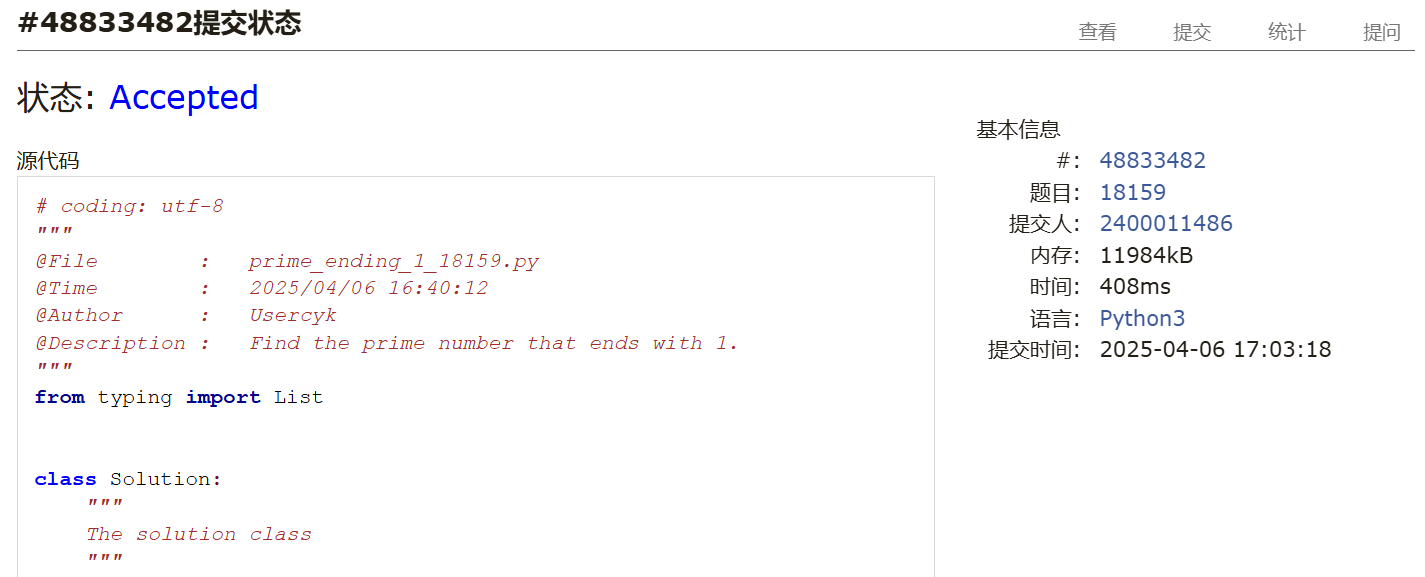 #48833482提交状态
查看 提交 统计 提问
状态: Accepted
源代码
# coding: utf-8
"""
@File : prime_ending_1_18159.py
@Time : 2025/04/06 16:40:12
@Author : Usercyk
@Description : Find the prime number that ends with 1.
"""
from typing import List
class Solution:
"""
The solution class
"""
基本信息
#: 48833482
题目: 18159
提交人: 2400011486
内存: 11984kB
时间: 408ms
语言: Python3
提交时间: 2025-04-06 17:03:18